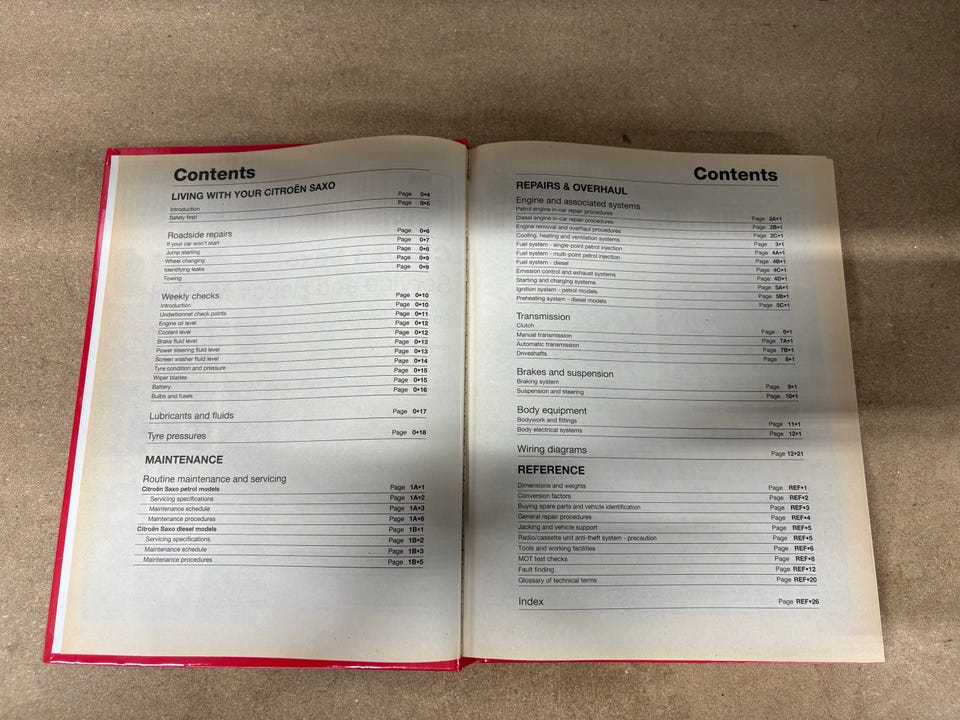 Contents
LIVING WITH YOUR CITROËN SAXO
Introduction Page 0•4
Safety first! Page 0•5
Roadside repairs
If your car won't start Page 0•6
Jump starting Page 0•7
Wheel changing Page 0•8
Identifying leaks Page 0•9
Towing Page 0•9
Weekly checks
Introduction Page 0•10
Underbonnet check points Page 0•10
Engine oil level Page 0•11
Coolant level Page 0•12
Brake fluid level Page 0•12
Power steering fluid level Page 0•13
Screen washer fluid level Page 0•13
Tyre condition and pressure Page 0•14
Wiper blades Page 0•15
Battery Page 0•15
Bulbs and fuses Page 0•16
Lubricants and fluids Page 0•17
Tyre pressures Page 0•18
MAINTENANCE
Routine maintenance and servicing
Citroën Saxo petrol models Page 1A•1
Servicing specifications Page 1A•2
Maintenance schedule Page 1A•3
Maintenance procedures Page 1A•6
Citroën Saxo diesel models Page 1B•1
Servicing specifications Page 1B•2
Maintenance schedule Page 1B•3
Maintenance procedures Page 1B•5
Contents
REPAIRS & OVERHAUL
Engine and associated systems
Petrol engine in-car repair procedures Page 2A•1
Diesel engine in-car repair procedures Page 2B•1
Engine removal and overhaul procedures Page 2C•1
Cooling, heating and ventilation systems Page 3•1
Fuel system - single-point petrol injection Page 4A•1
Fuel system - multi-point petrol injection Page 4B•1
Fuel system - diesel Page 4C•1
Emission control and exhaust systems Page 4D•1
Starting and charging systems Page 5A•1
Ignition system - petrol models Page 5B•1
Preheating system - diesel models Page 5C•1
Transmission
Clutch Page 6•1
Manual transmission Page 7A•1
Automatic transmission Page 7B•1
Driveshafts Page 8•1
Brakes and suspension
Braking system Page 9•1
Suspension and steering Page 10•1
Body equipment
Bodywork and fittings Page 11•1
Body electrical systems Page 12•1
Wiring diagrams Page 12•21
REFERENCE
Dimensions and weights Page REF•1
Conversion factors Page REF•2
Buying spare parts and vehicle identification Page REF•3
General repair procedures Page REF•4
Jacking and vehicle support Page REF•5
Radio/cassette unit anti-theft system - precaution Page REF•5
Tools and working facilities Page REF•6
MOT test checks Page REF•8
Fault finding Page REF•12
Glossary of technical terms Page REF•20
Index Page REF•26